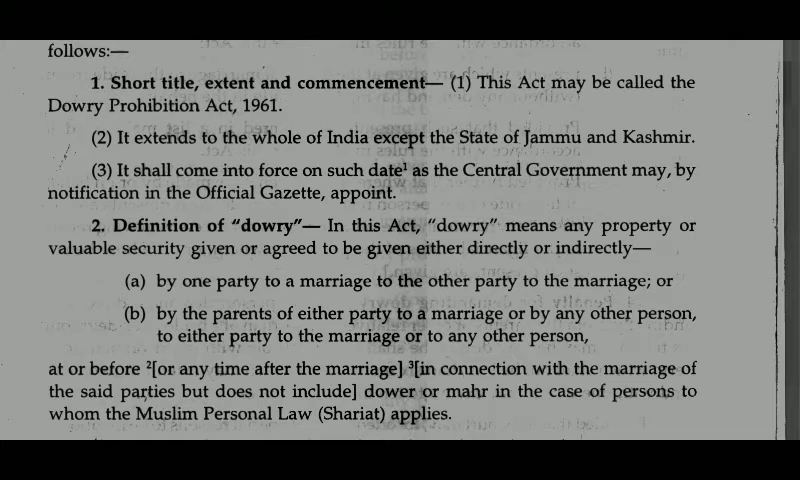 follows:—
1. Short title, extent and commencement— (1) This Act may be called the
Dowry Prohibition Act, 1961.
(2) It extends to the whole of India except the State of Jammu and Kashmir.
(3) It shall come into force on such date¹ as the Central Government may, by
notification in the Official Gazette, appoint.
2. Definition of “dowry”— In this Act, “dowry” means any property or
valuable security given or agreed to be given either directly or indirectly—
(a) by one party to a marriage to the other party to the marriage; or
(b) by the parents of either party to a marriage or by any other person,
to either party to the marriage or to any other person,
at or before ²[or any time after the marriage] ³[in connection with the marriage of
the said parties but does not include] dower or mahr in the case of persons to
whom the Muslim Personal Law (Shariat) applies.